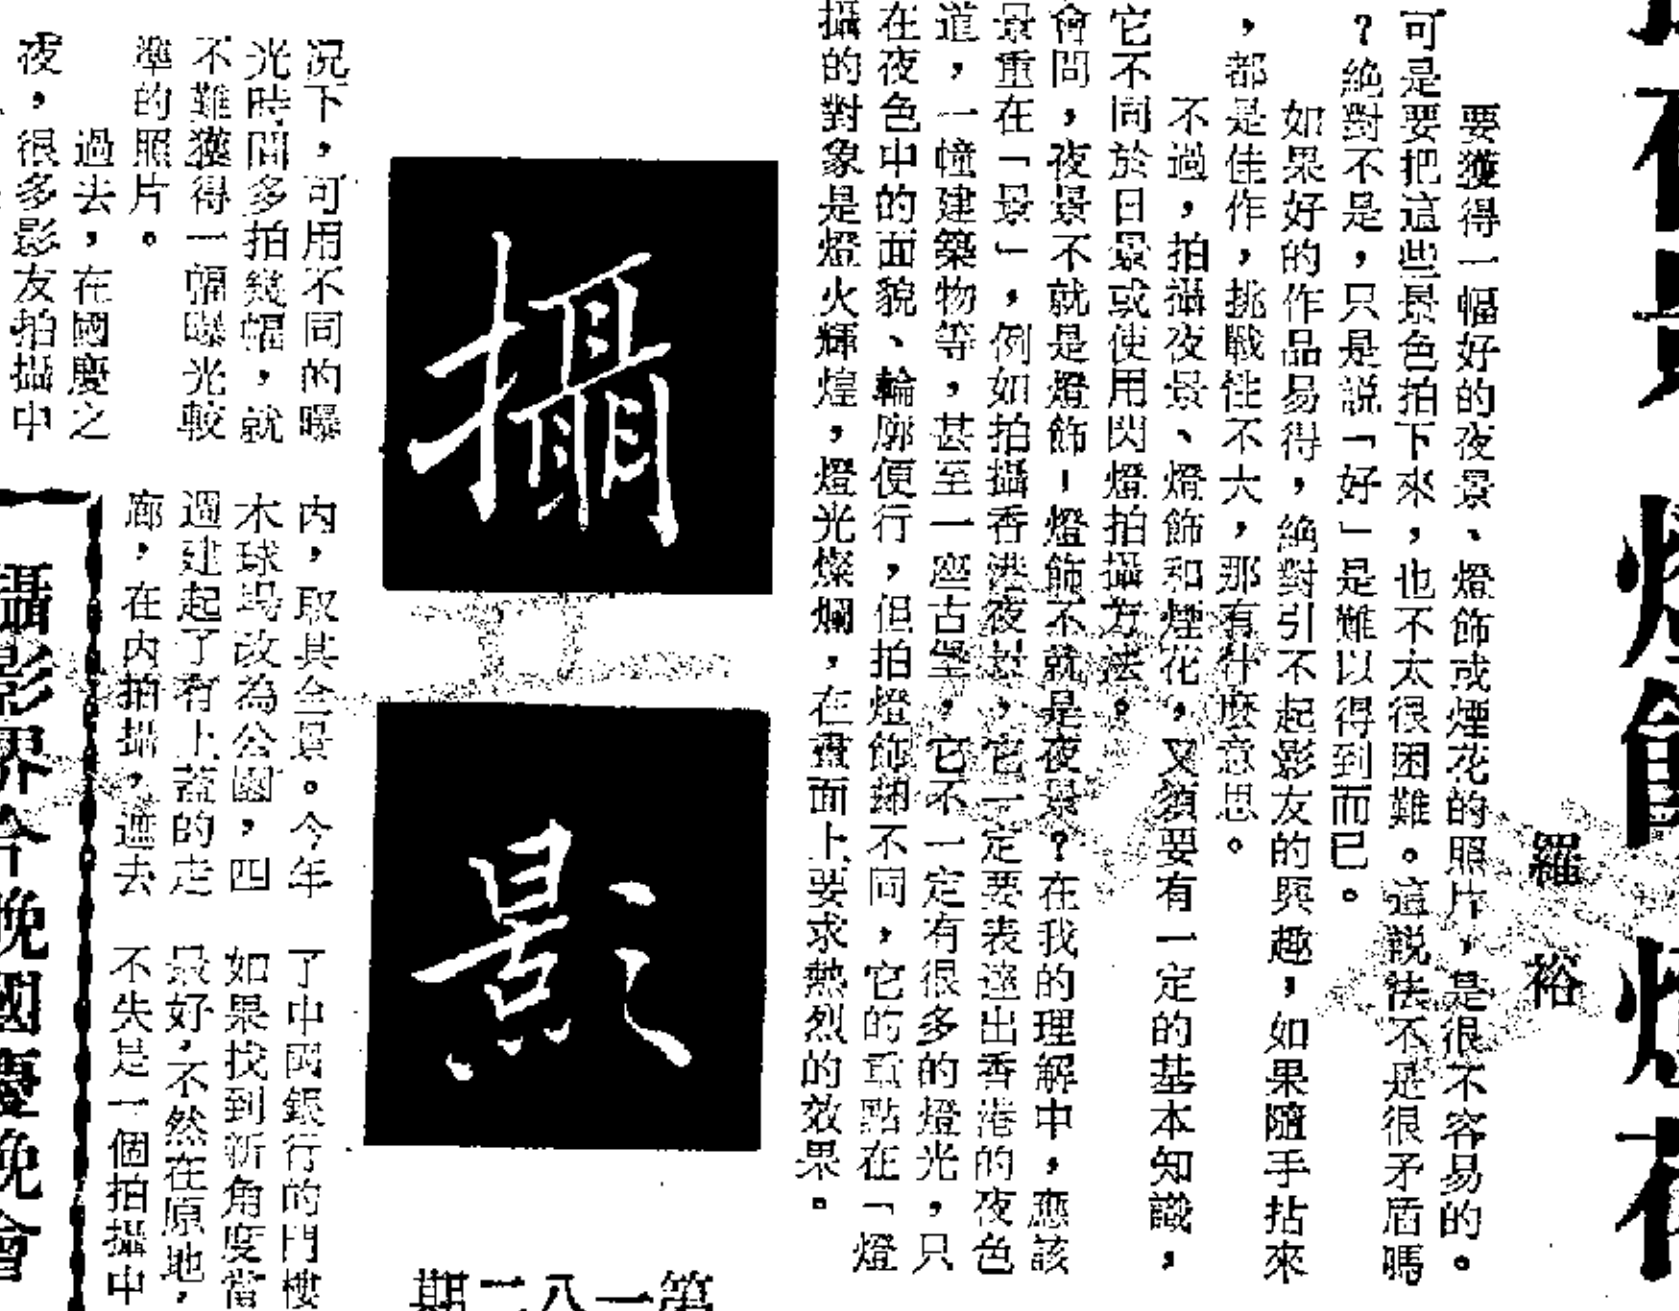 燈飾
羅裕
要獲得一幅好的夜景、燈飾或煙花的照片，是很不容易的。
可是要把這些景色拍下來，也不太很困難。這說法不是很矛盾嗎
？絕對不是，只是說「好」是難以得到而已。
如果好的作品易得，絕對引不起影友的興趣，如果隨手拈來
，都是佳作，挑戰性不大，那有什麼意思。
不過，拍攝夜景、燈飾和煙花，又須要有一定的基本知識，
它不同於日景或使用閃燈拍攝方法。
會問，夜景不就是燈飾！燈飾不就是夜景？在我的理解中，應該
景重在「景」，例如拍攝香港夜景，它一定要表達出香港的夜色
道，一幢建築物等，甚至一座古堡，它不一定有很多的燈光，只
在夜色中的面貌、輪廓便行，但拍燈飾却不同，它的重點在「燈
攝的對象是燈火輝煌，燈光燦爛，在畫面上要求熱烈的效果。
攝影
第一八二期
況下，可用不同的曝
光時間多拍幾幅，就
不難獲得一幅曝光較
準的照片。
過去，在國慶之
夜，很多影友拍攝中
內，取其全景。今年
木球場改為公園，四
週建起了有上蓋的走
廊，在內拍攝，遮去
了中國銀行的門樓
如果找到新角度當
最好，不然在原地，
不失是一個拍攝中
攝影界今晚國慶晚會